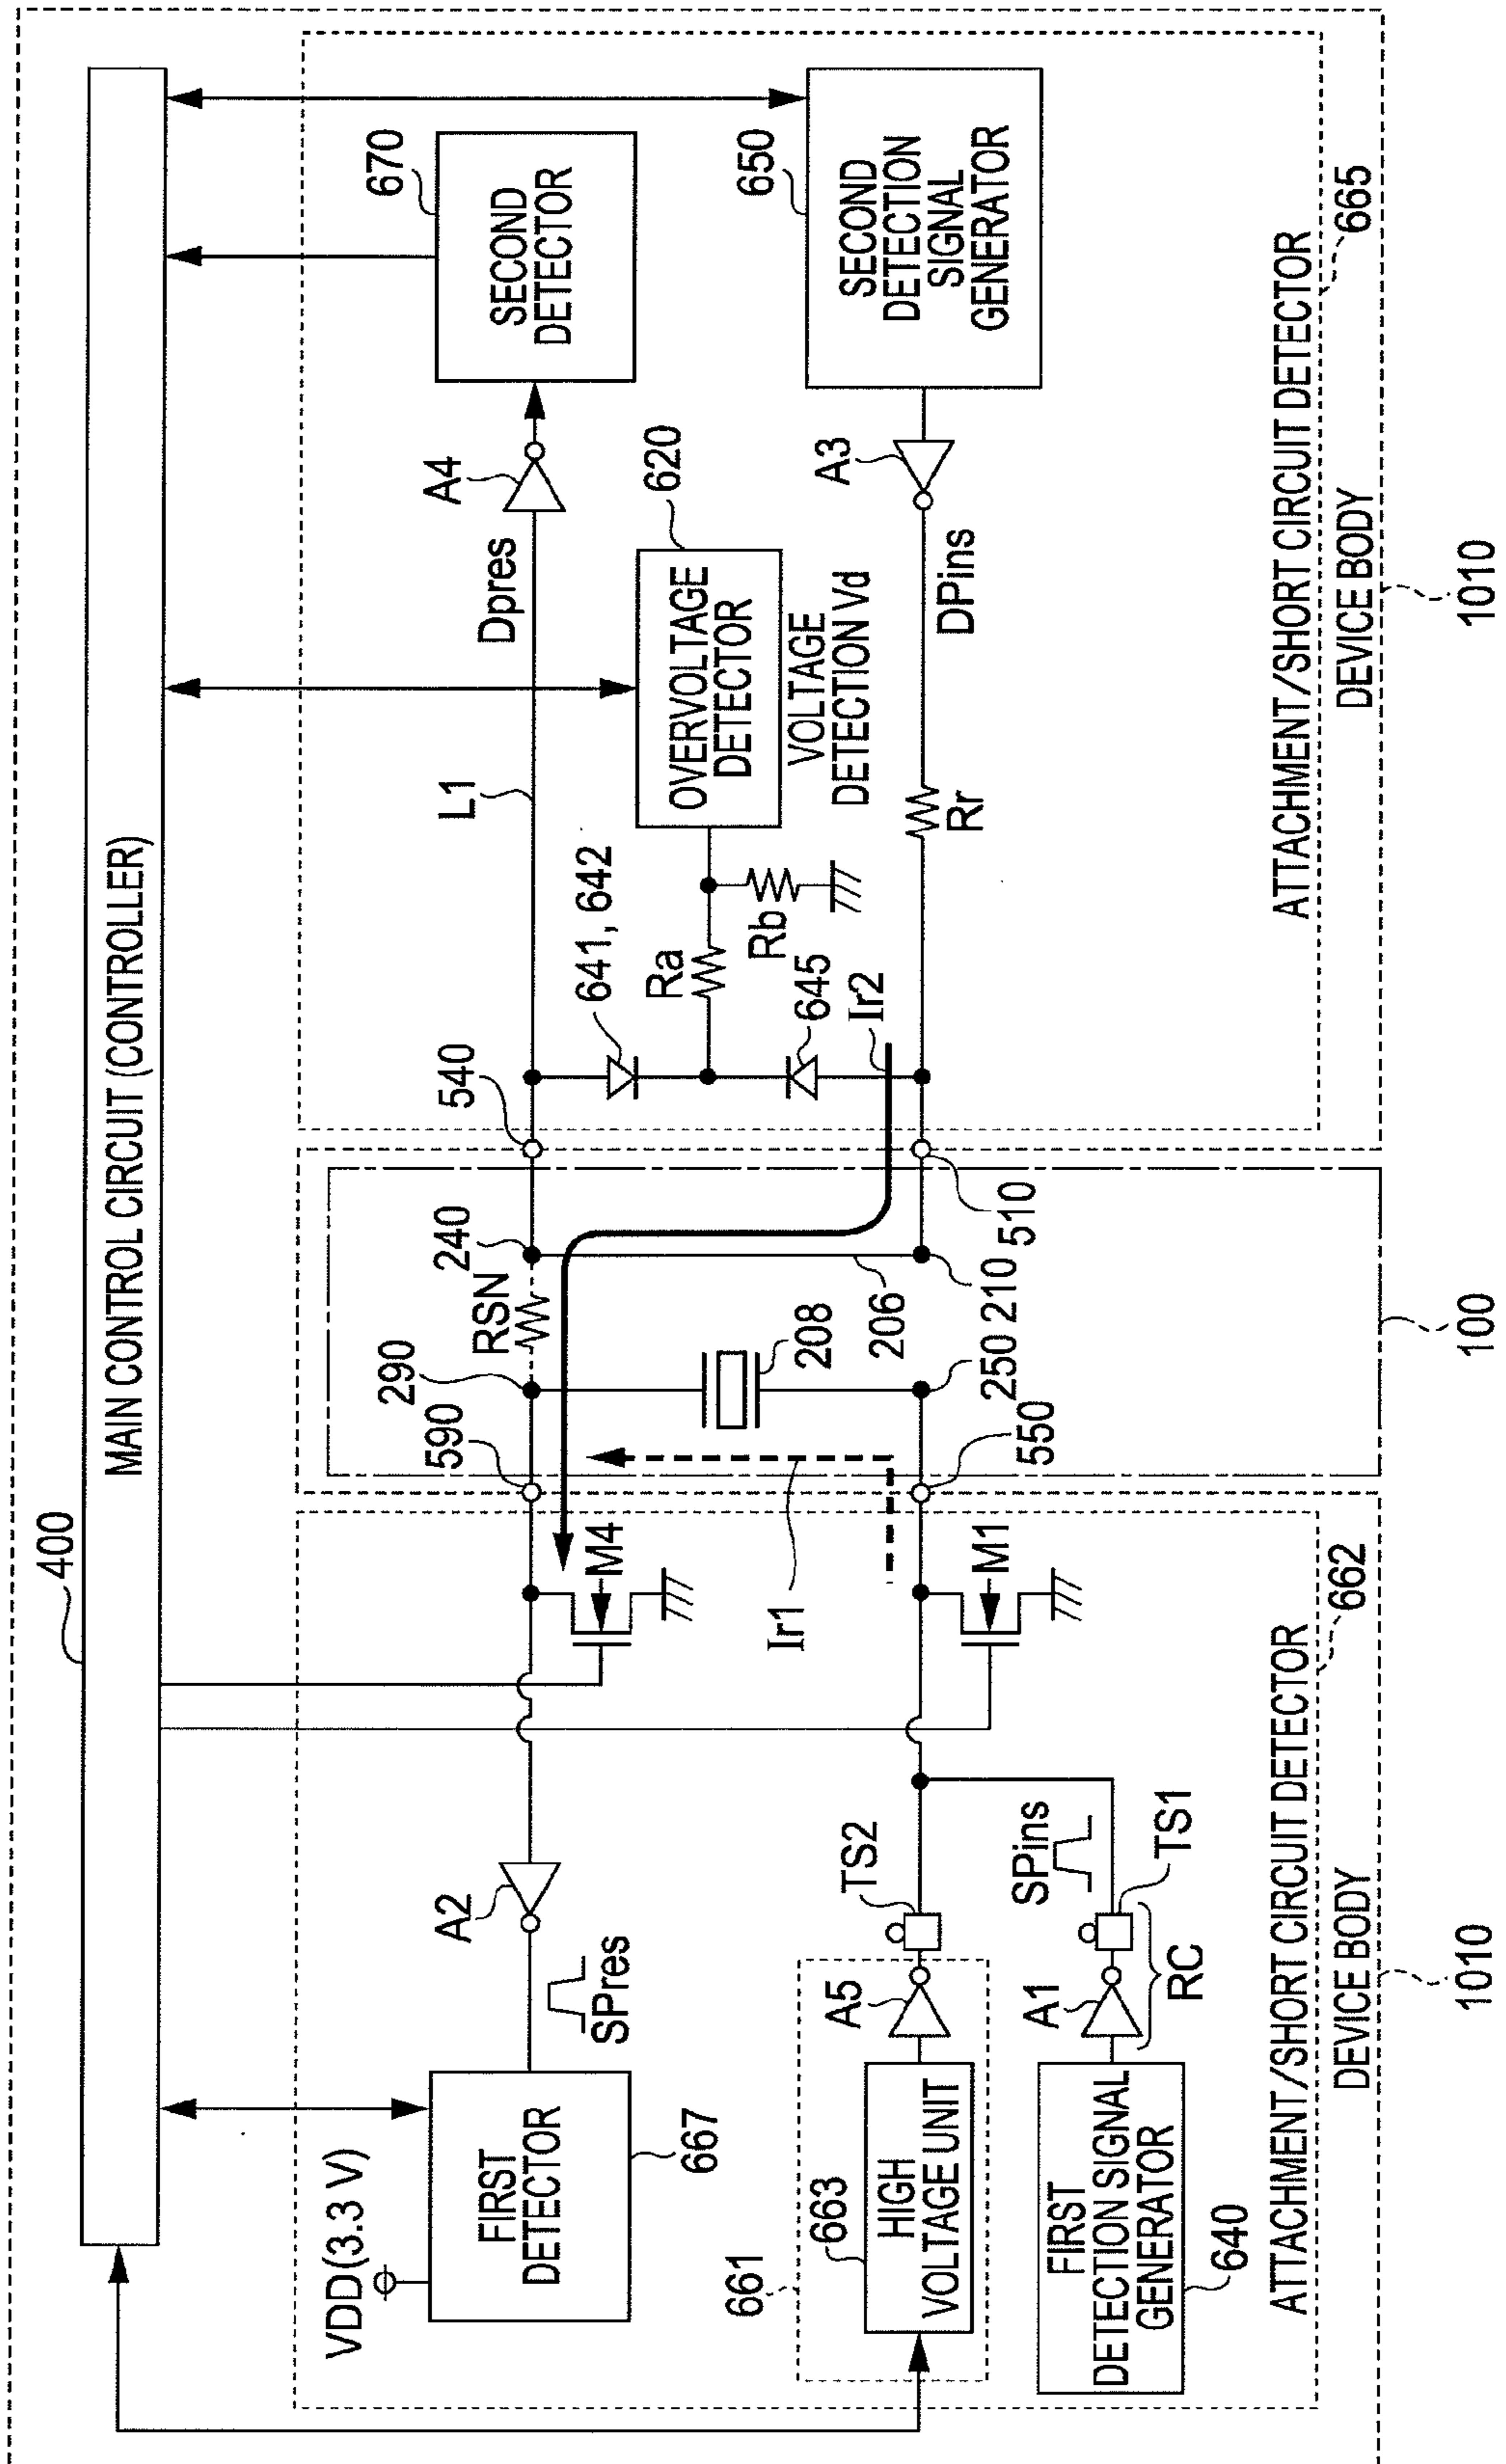 400
MAIN CONTROL CIRCUIT (CONTROLLER)
VDD(3.3 V)
FIRST
DETECTOR
667
SPres
A2
M4
590
290
RSN
240
540
L1
Dpres
A4
SECOND
DETECTOR
670
641, 642
Ra
Rb
OVERVOLTAGE
DETECTOR
620
VOLTAGE
DETECTION Vd
645
Ir2
661
663
HIGH
VOLTAGE UNIT
A5
TS2
Ir1
208
206
FIRST
DETECTION SIGNAL
GENERATOR
640
A1
RC
TS1
SPins
M1
550
250
210
510
Rr
DPins
A3
SECOND
DETECTION
SIGNAL
GENERATOR
650
ATTACHMENT/SHORT CIRCUIT DETECTOR
662
DEVICE BODY
1010
100
ATTACHMENT/SHORT CIRCUIT DETECTOR
665
DEVICE BODY
1010